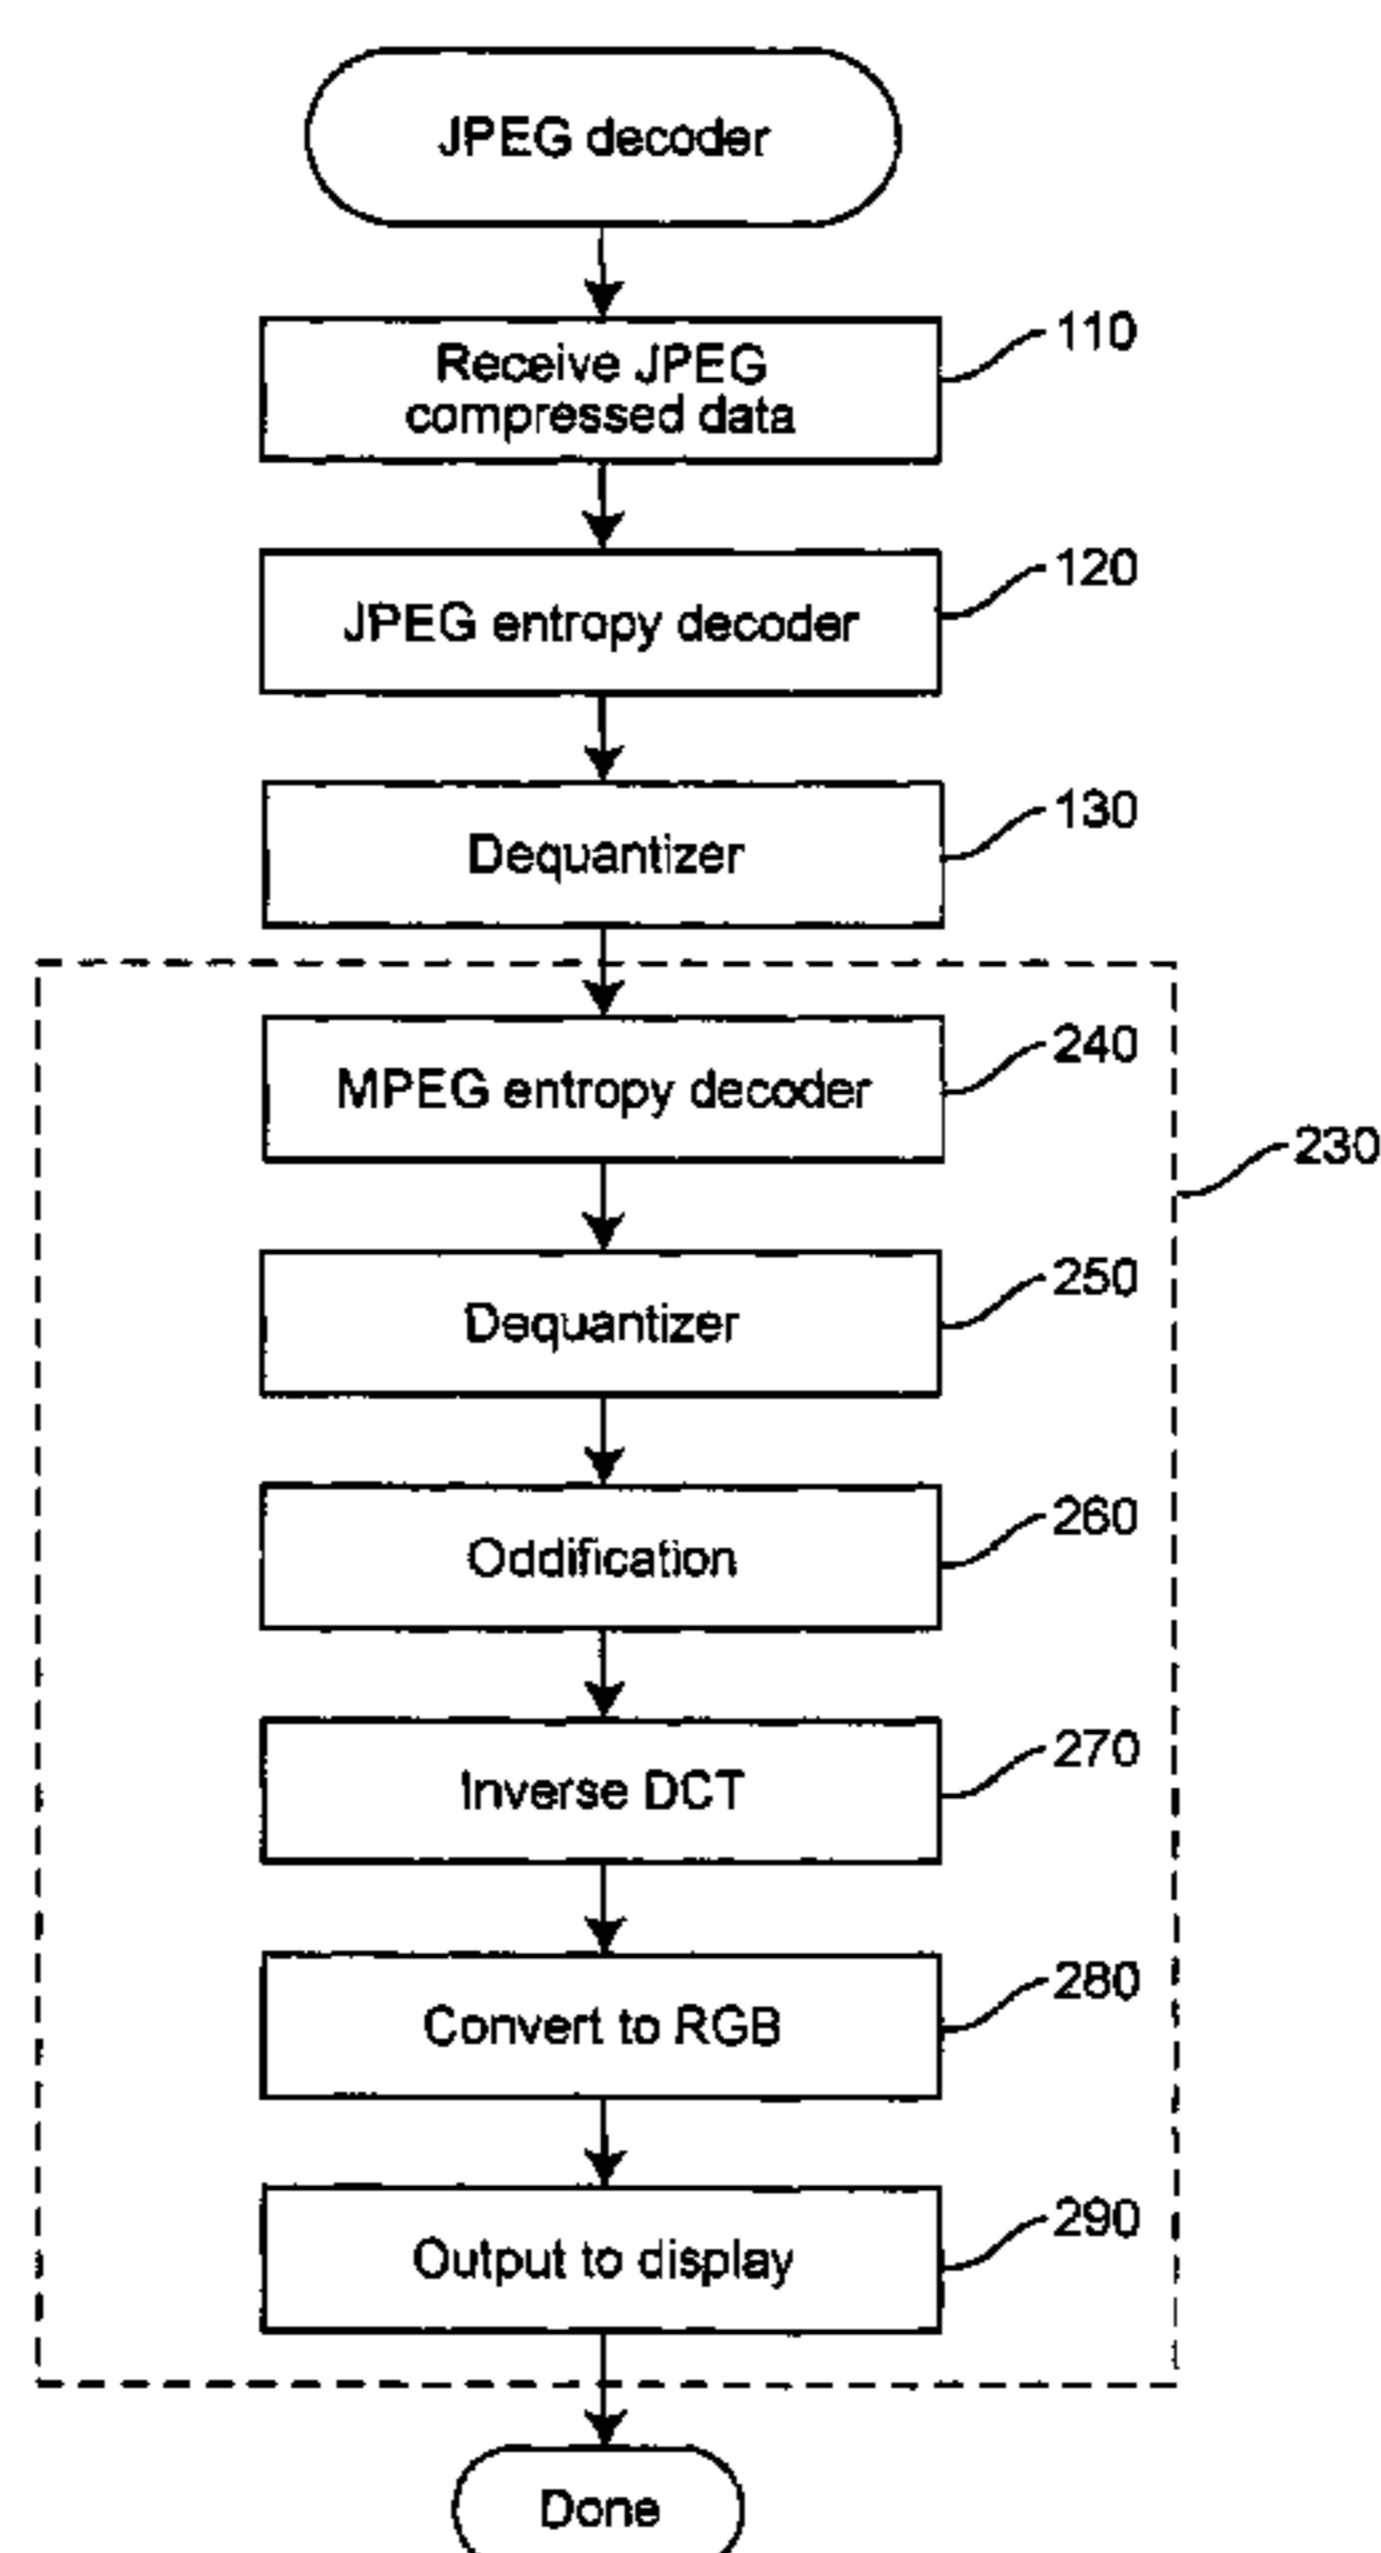 JPEG decoder
Receive JPEG
compressed data
110
JPEG entropy decoder
120
Dequantizer
130
MPEG entropy decoder
240
230
Dequantizer
250
Oddification
260
Inverse DCT
270
Convert to RGB
280
Output to display
290
Done